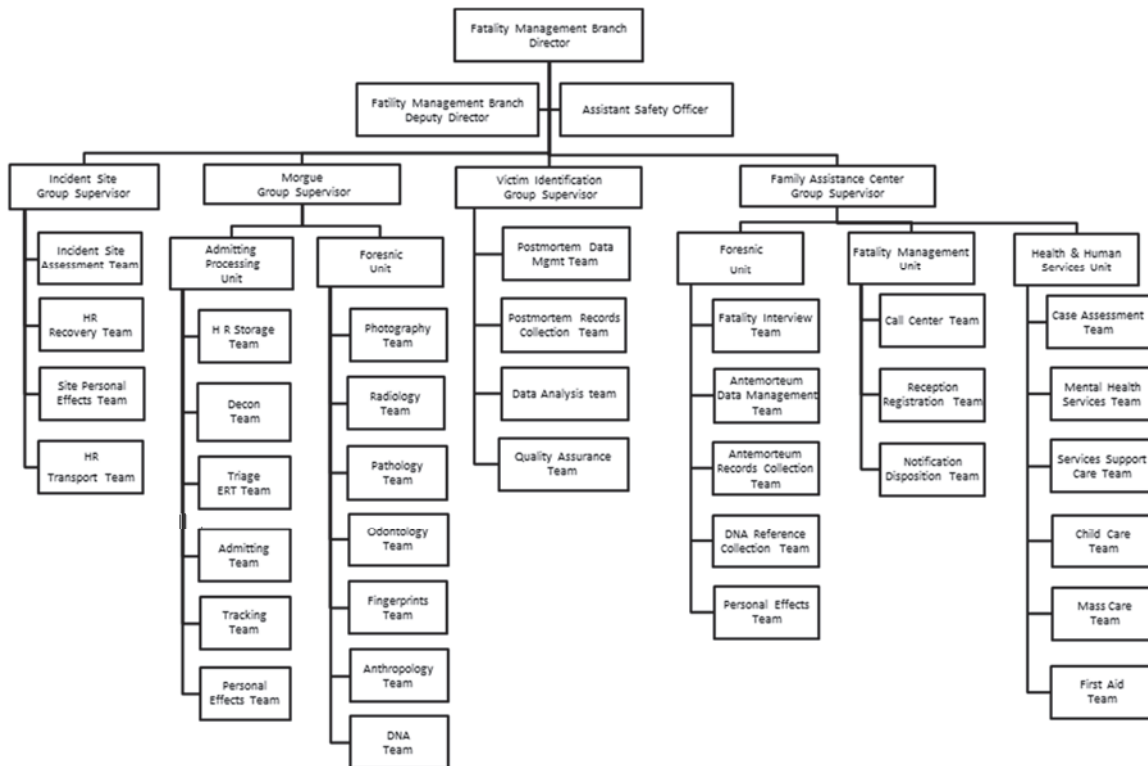 Fatality Management Branch
Director
Fatility Management Branch
Deputy Director
Assistant Safety Officer
Incident Site
Group Supervisor
Morgue
Group Supervisor
Victim Identification
Group Supervisor
Family Assistance Center
Group Supervisor
Incident Site
Assessment Team
HR
Recovery Team
Site Personal
Effects Team
HR
Transport Team
Admitting
Processing
Unit
H R Storage
Team
Decon
Team
Triage
ERT Team
Admitting
Team
Tracking
Team
Personal
Effects Team
Foresnic
Unit
Photography
Team
Radiology
Team
Pathology
Team
Odontology
Team
Fingerprints
Team
Anthropology
Team
DNA
Team
Postmortem Data
Mgmt Team
Postmortem Records
Collection Team
Data Analysis team
Quality Assurance
Team
Foresnic
Unit
Fatality Interview
Team
Antemorteum
Data Management
Team
Antemorteum
Records Collection
Team
DNA Reference
Collection Team
Personal Effects
Team
Fatality Management
Unit
Call Center Team
Reception
Registration Team
Notification
Disposition Team
Health & Human
Services Unit
Case Assessment
Team
Mental Health
Services Team
Services Support
Care Team
Child Care
Team
Mass Care
Team
First Aid
Team